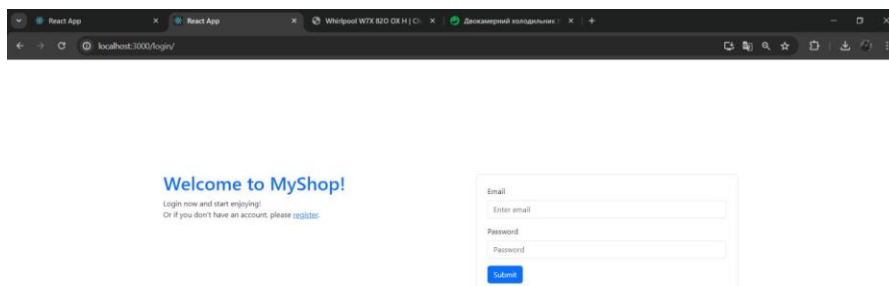 React App
React App
Whirlpool W7X 82O OX H |
Двокамерний холодильник
localhost:3000/login/
Welcome to MyShop!
Login now and start enjoying!
Or if you don't have an account, please register.
Email
Enter email
Password
Password
Submit